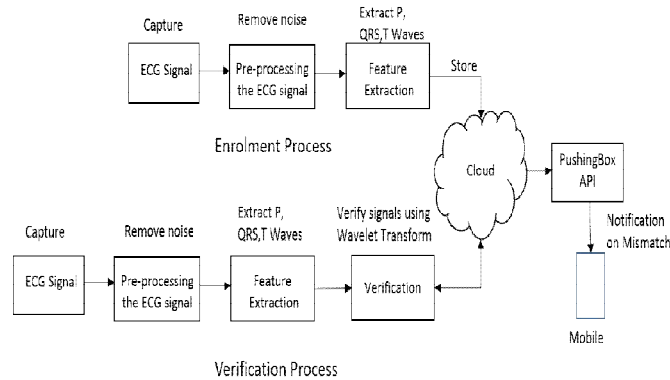 Capture
Remove noise
Extract P,
QRS,T Waves
ECG Signal
Pre-processing
the ECG signal
Feature
Extraction
Store
Enrolment Process
Cloud
PushingBox
API
Notification
on Mismatch
Mobile
Capture
Remove noise
Extract P,
QRS,T Waves
Verify signals using
Wavelet Transform
ECG Signal
Pre-processing
the ECG signal
Feature
Extraction
Verification
Verification Process